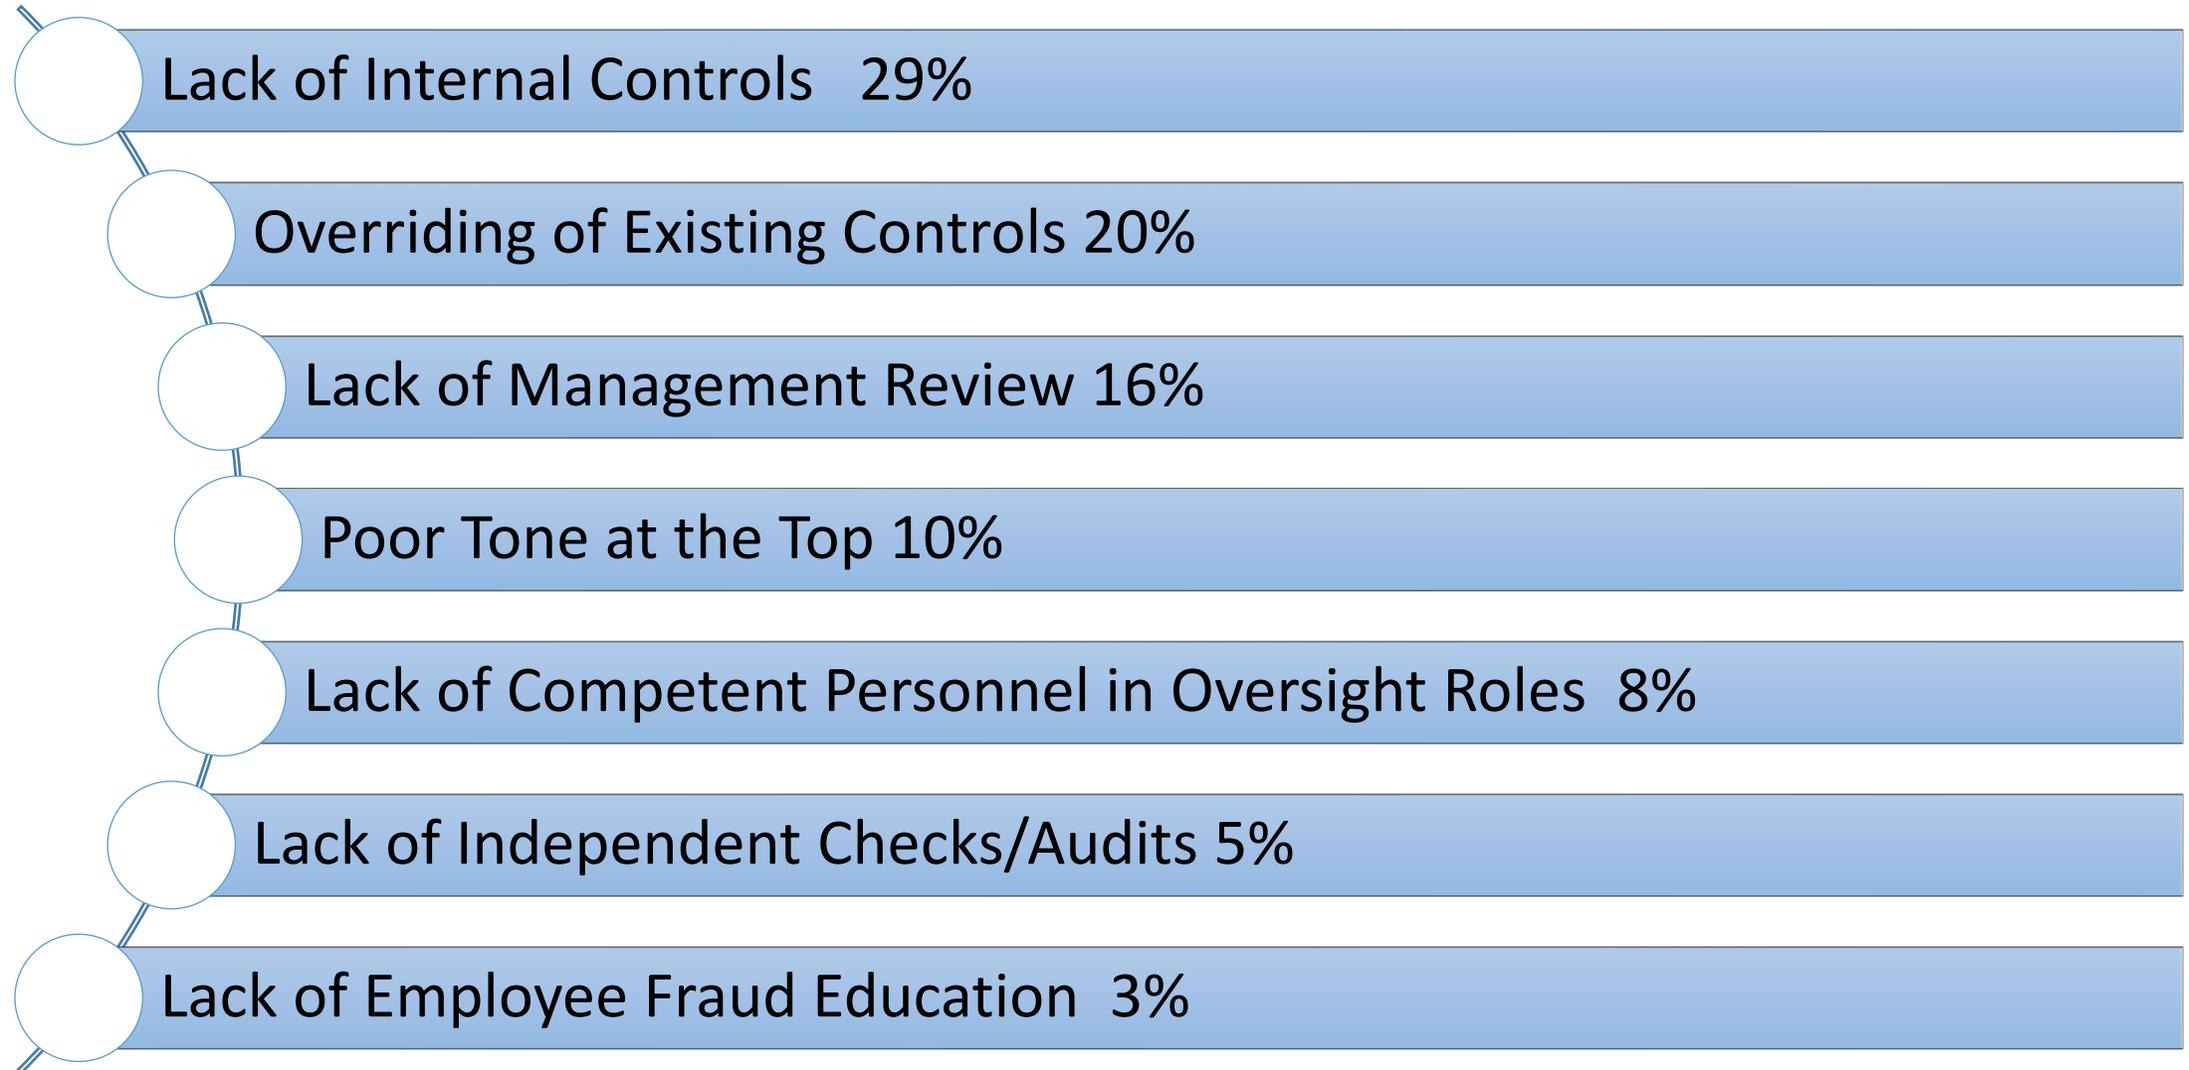 Lack of Internal Controls   29%
Overriding of Existing Controls 20%
Lack of Management Review 16%
Poor Tone at the Top 10%
Lack of Competent Personnel in Oversight Roles  8%
Lack of Independent Checks/Audits 5%
Lack of Employee Fraud Education  3%